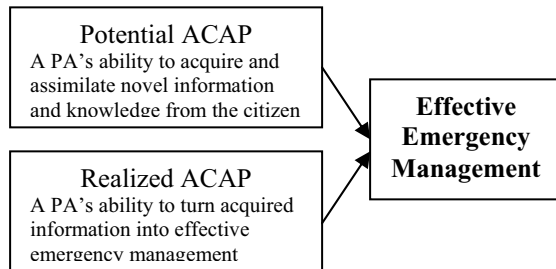 Potential ACAP
A PA's ability to acquire and
assimilate novel information
and knowledge from the citizen
Realized ACAP
A PA's ability to turn acquired
information into effective
emergency management
Effective
Emergency
Management